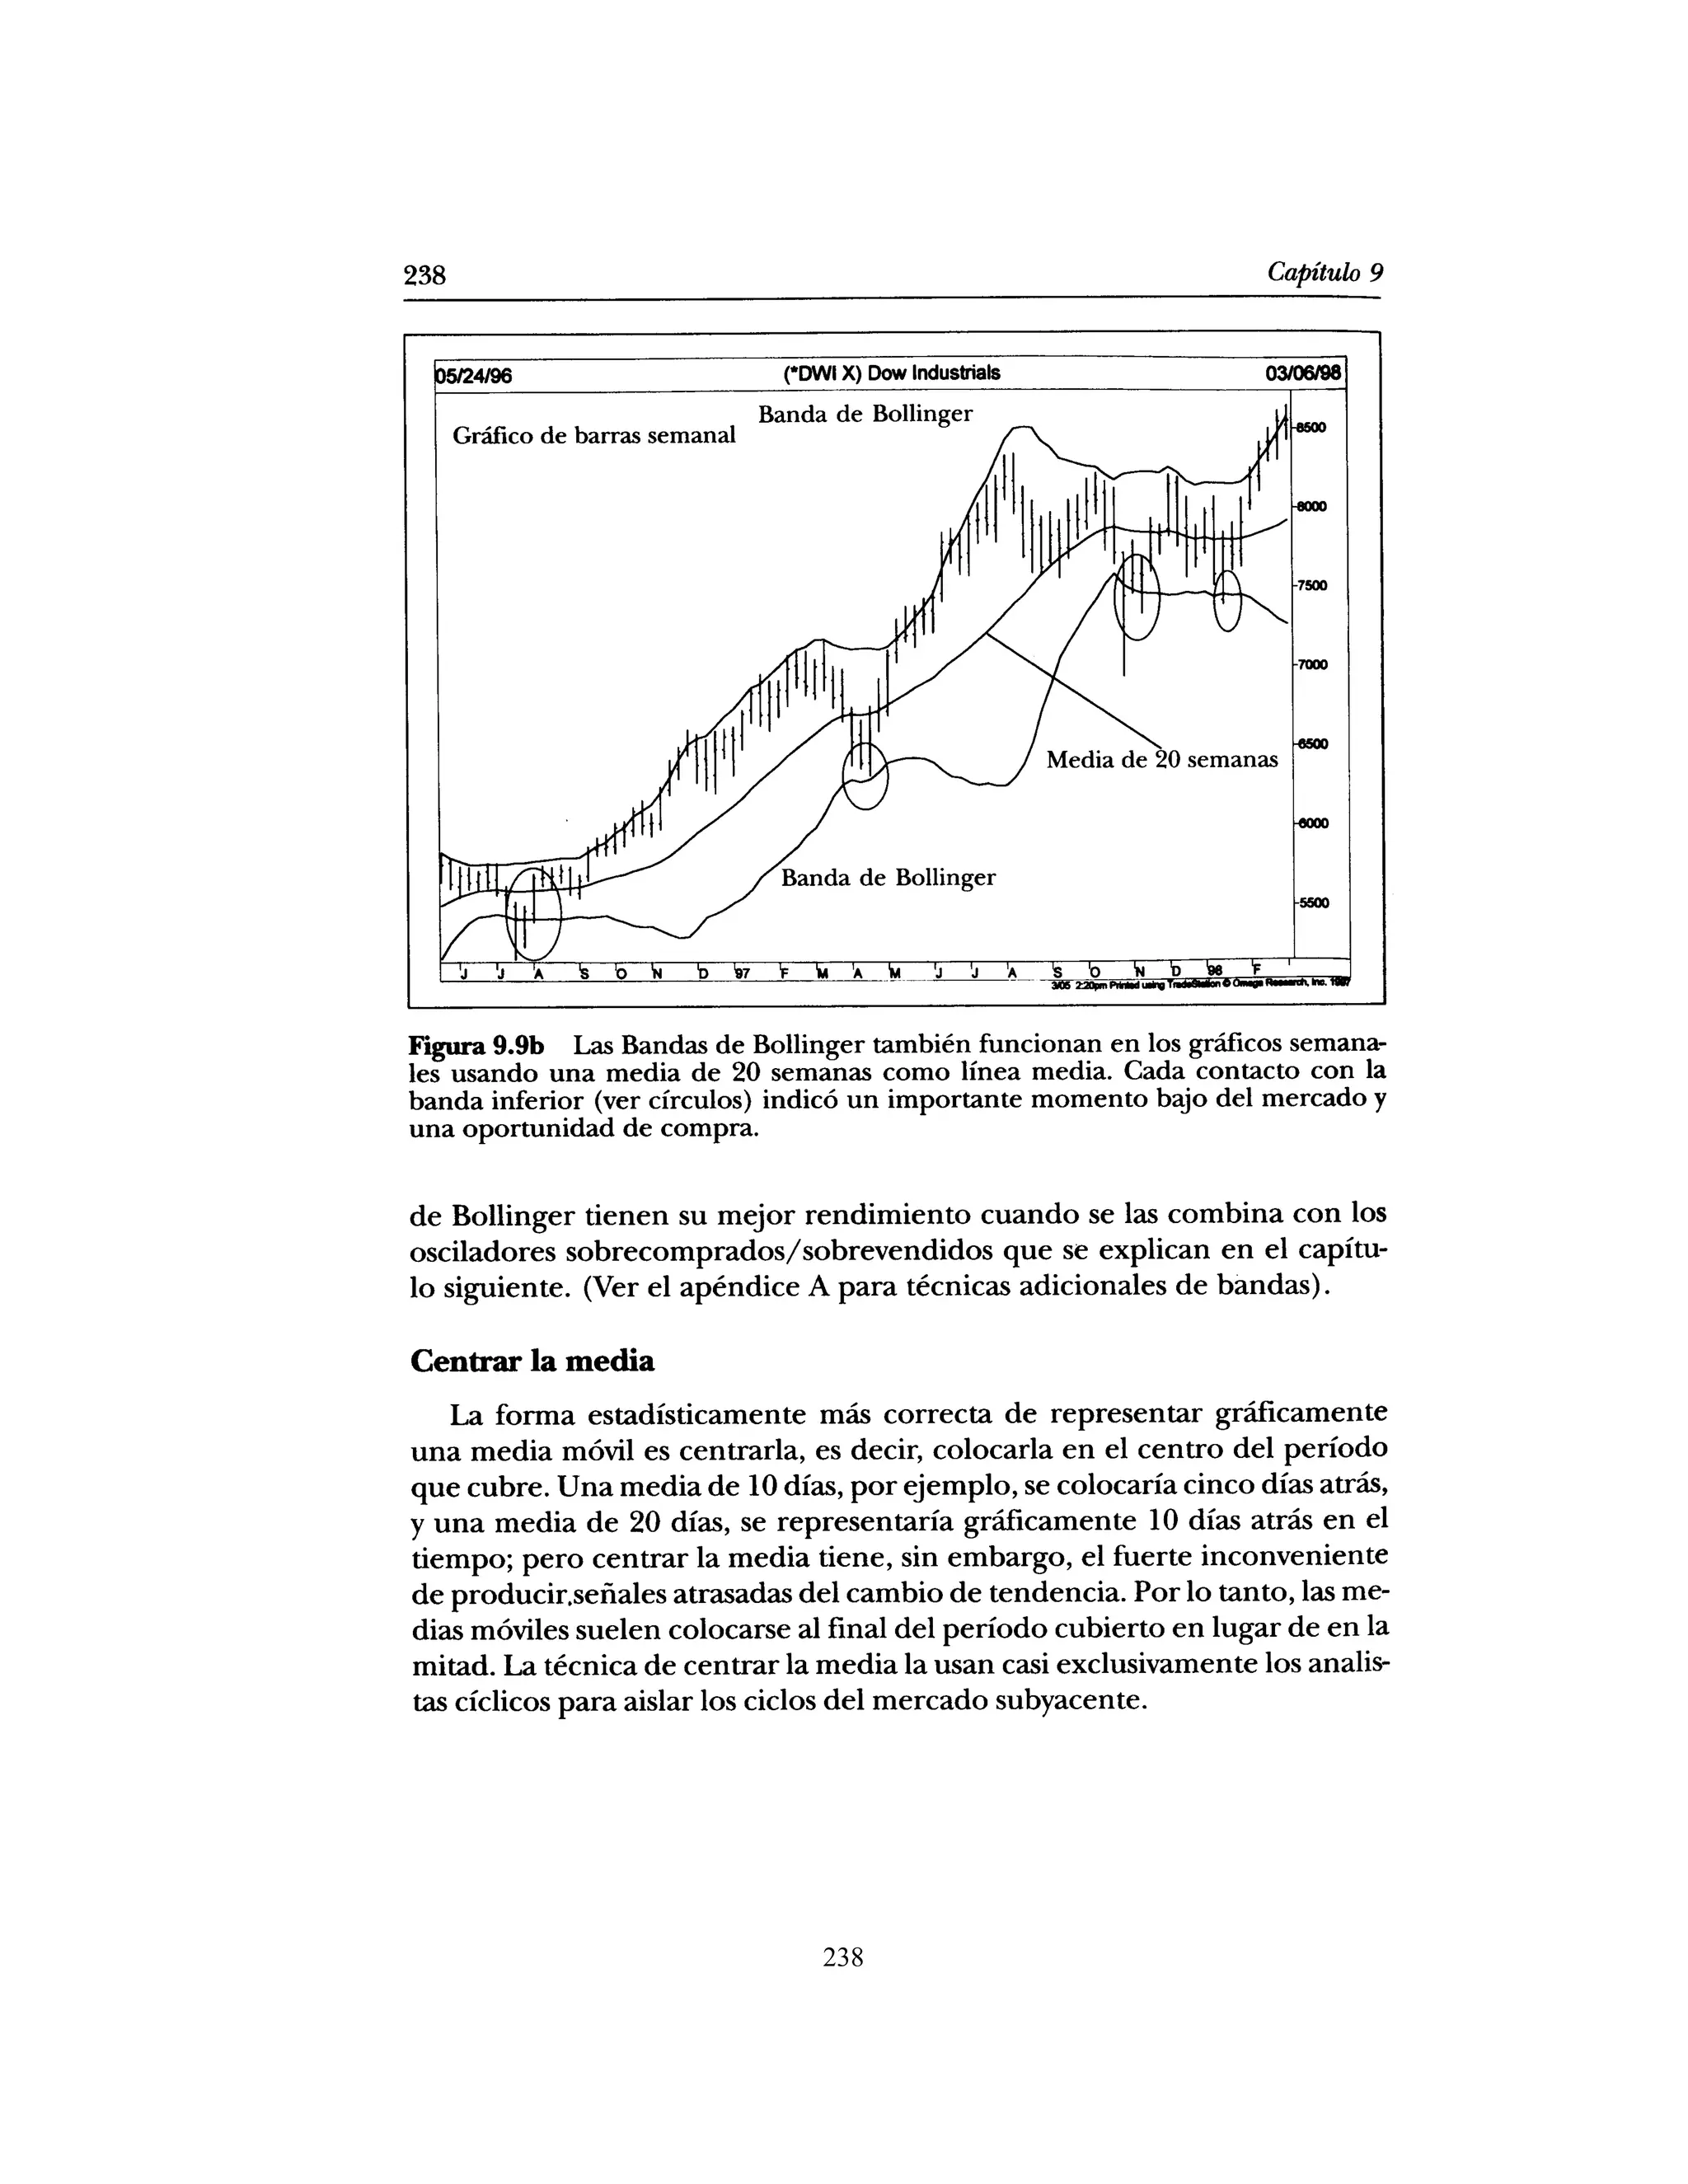 238 Capítulo 9
05/24/96 (*DWI X) Dow Industrials 03/06/98
Banda de Bollinger
Gráfico de barras semanal
8500
8000
7500
7000
6500
Media de 20 semanas
6000
Banda de Bollinger
5500
J J A S O N D 97 F M A M J J A S O N D 98 F
3/05 2:20pm Printed using TradeStation © Omega Research, Inc. 1997
Figura 9.9b Las Bandas de Bollinger también funcionan en los gráficos semana-
les usando una media de 20 semanas como línea media. Cada contacto con la
banda inferior (ver círculos) indicó un importante momento bajo del mercado y
una oportunidad de compra.
de Bollinger tienen su mejor rendimiento cuando se las combina con los
osciladores sobrecomprados/sobrevendidos que se explican en el capítu-
lo siguiente. (Ver el apéndice A para técnicas adicionales de bandas).
Centrar la media
La forma estadísticamente más correcta de representar gráficamente
una media móvil es centrarla, es decir, colocarla en el centro del período
que cubre. Una media de 10 días, por ejemplo, se colocaría cinco días atrás,
y una media de 20 días, se representaría gráficamente 10 días atrás en el
tiempo; pero centrar la media tiene, sin embargo, el fuerte inconveniente
de producir señales atrasadas del cambio de tendencia. Por lo tanto, las me-
dias móviles suelen colocarse al final del período cubierto en lugar de en la
mitad. La técnica de centrar la media la usan casi exclusivamente los analis-
tas cíclicos para aislar los ciclos del mercado subyacente.
238